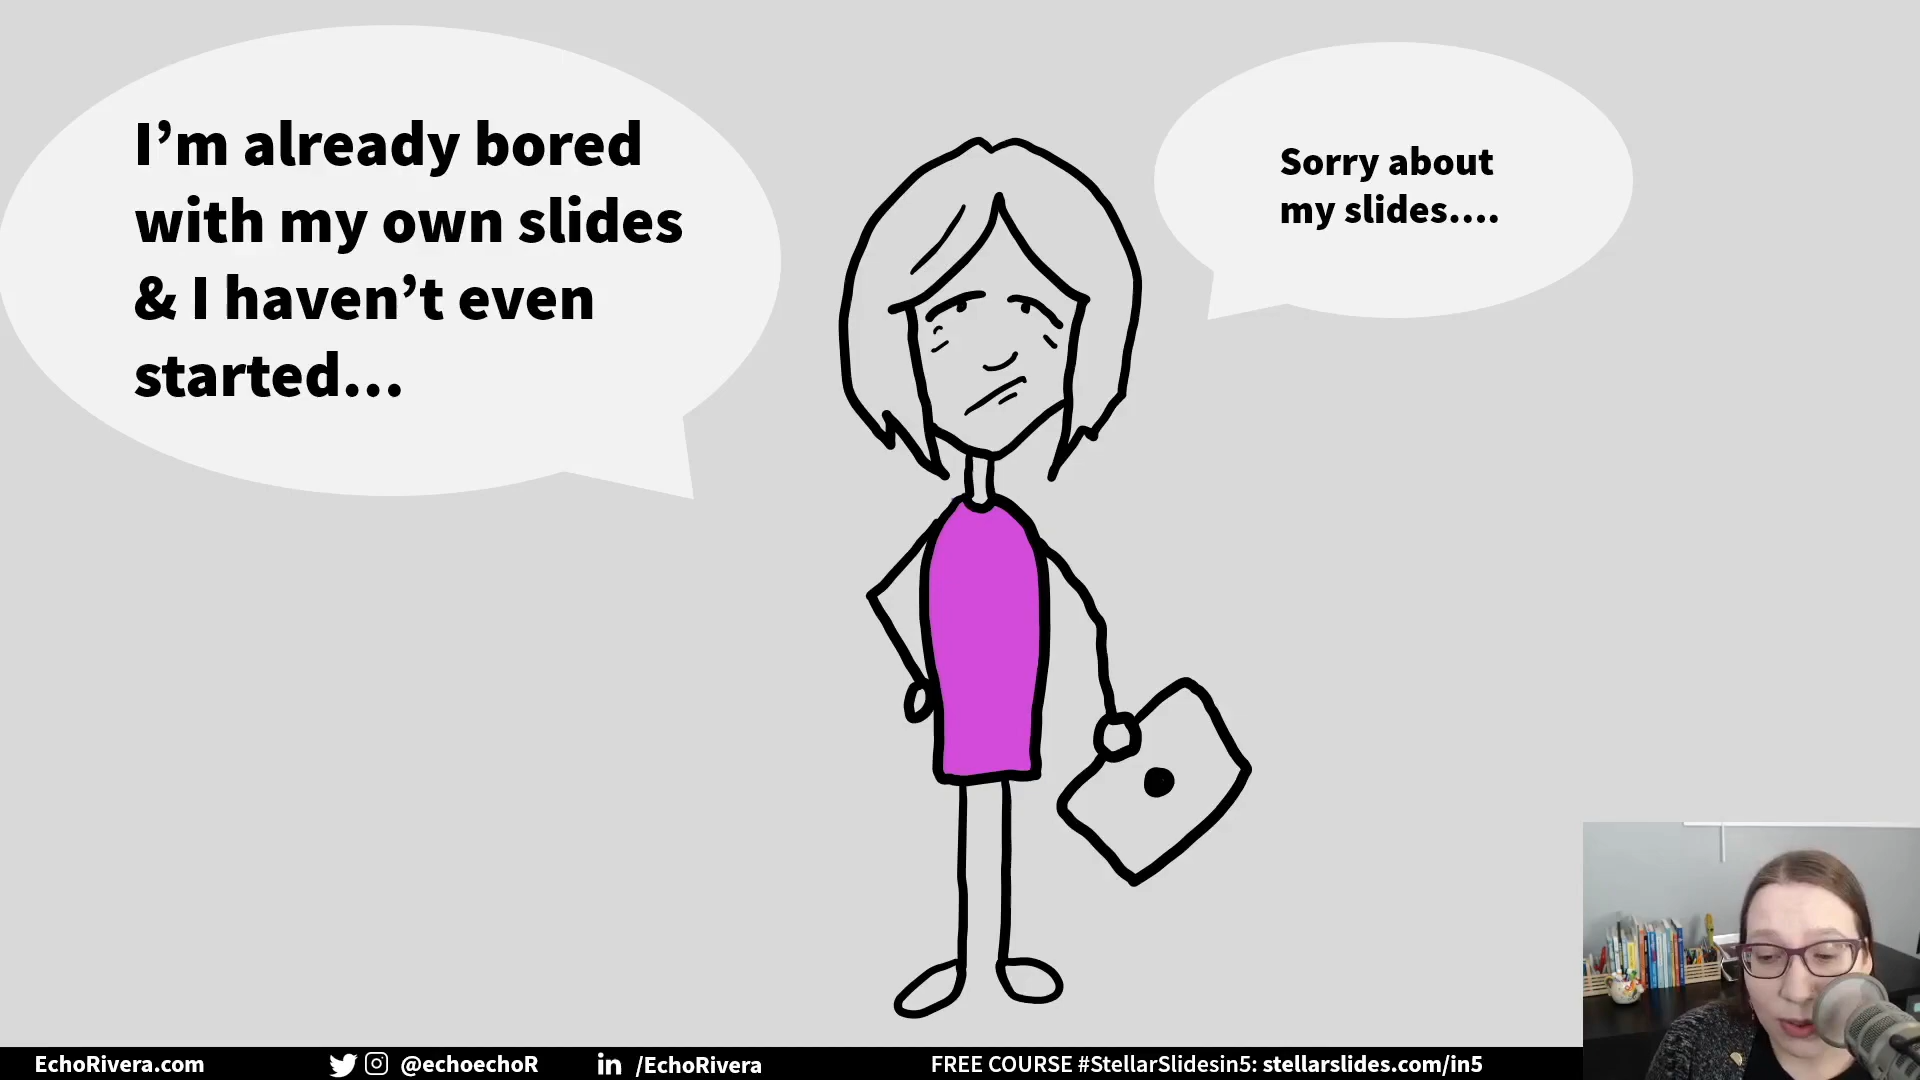 I’m already bored
with my own slides
& I haven’t even
started...
Sorry about
my slides....
EchoRivera.com
@echoechoR
in /EchoRivera
FREE COURSE #StellarSlidesin5: stellarslides.com/in5